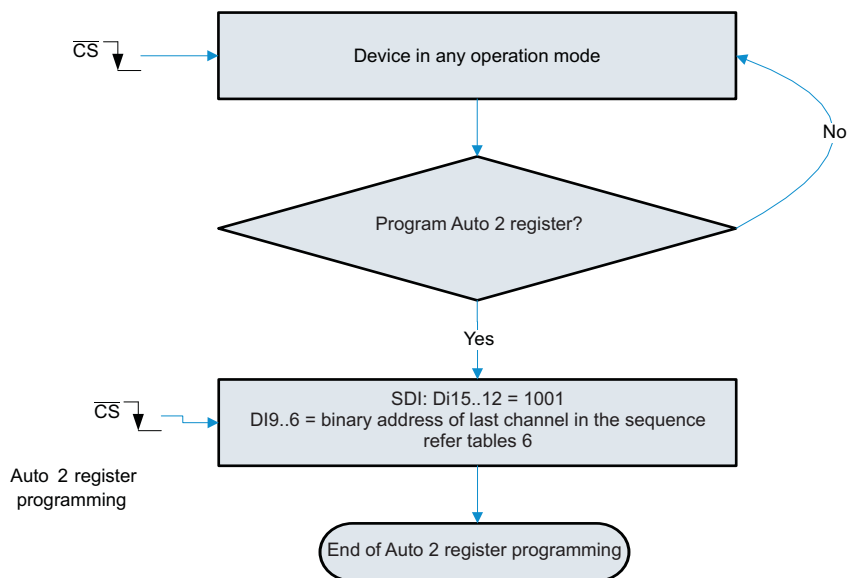 CS
Device in any operation mode
No
Program Auto 2 register?
Yes
CS
SDI: Di15..12 = 1001
DI9..6 = binary address of last channel in the sequence
refer tables 6
Auto 2 register
programming
End of Auto 2 register programming